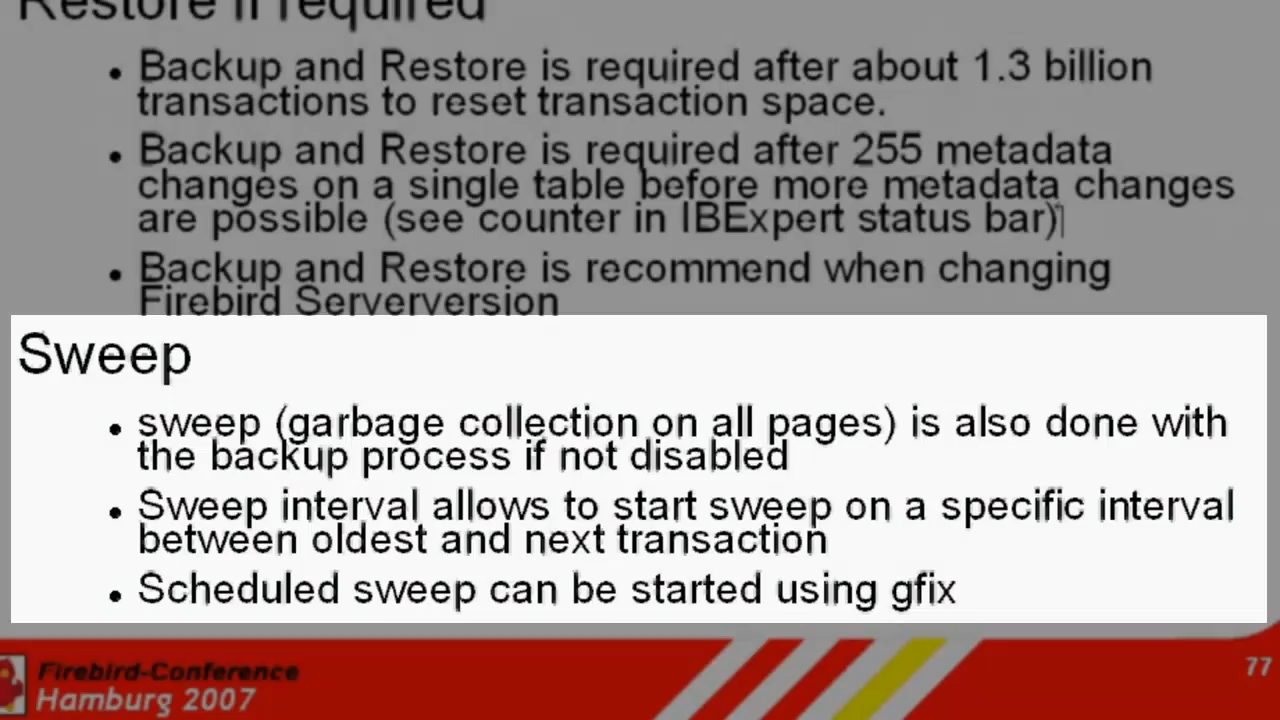 Restore if required
• Backup and Restore is required after about 1.3 billion
transactions to reset transaction space.
• Backup and Restore is required after 255 metadata
changes on a single table before more metadata changes
are possible (see counter in IBExpert status bar)
• Backup and Restore is recommend when changing
Firebird Serverversion
Sweep
• sweep (garbage collection on all pages) is also done with
the backup process if not disabled
• Sweep interval allows to start sweep on a specific interval
between oldest and next transaction
• Scheduled sweep can be started using gfix
Firebird-Conference
Hamburg 2007
77